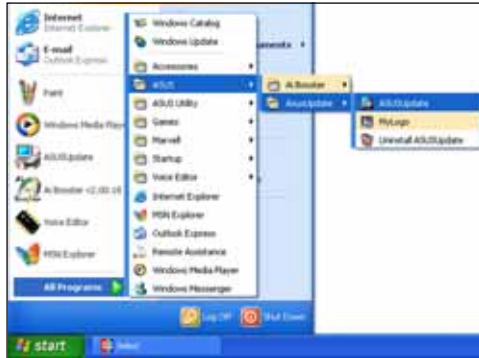 Internet
Internet Explorer
E-mail
Outlook Express
Paint
Windows Media Player
ASUSUpdate
Ai Booster v2.00.16
Voice Editor
MSN Explorer
All Programs
Windows Catalog
Windows Update
Accessories
ASUS
ASUS Utility
Games
Marvell
Startup
Voice Editor
Internet Explorer
MSN Explorer
Outlook Express
Remote Assistance
Windows Media Player
Windows Messenger
Ai Booster
AsusUpdate
ASUSUpdate
MyLogo
Uninstall ASUSUpdate
Log Off
Shut Down
start